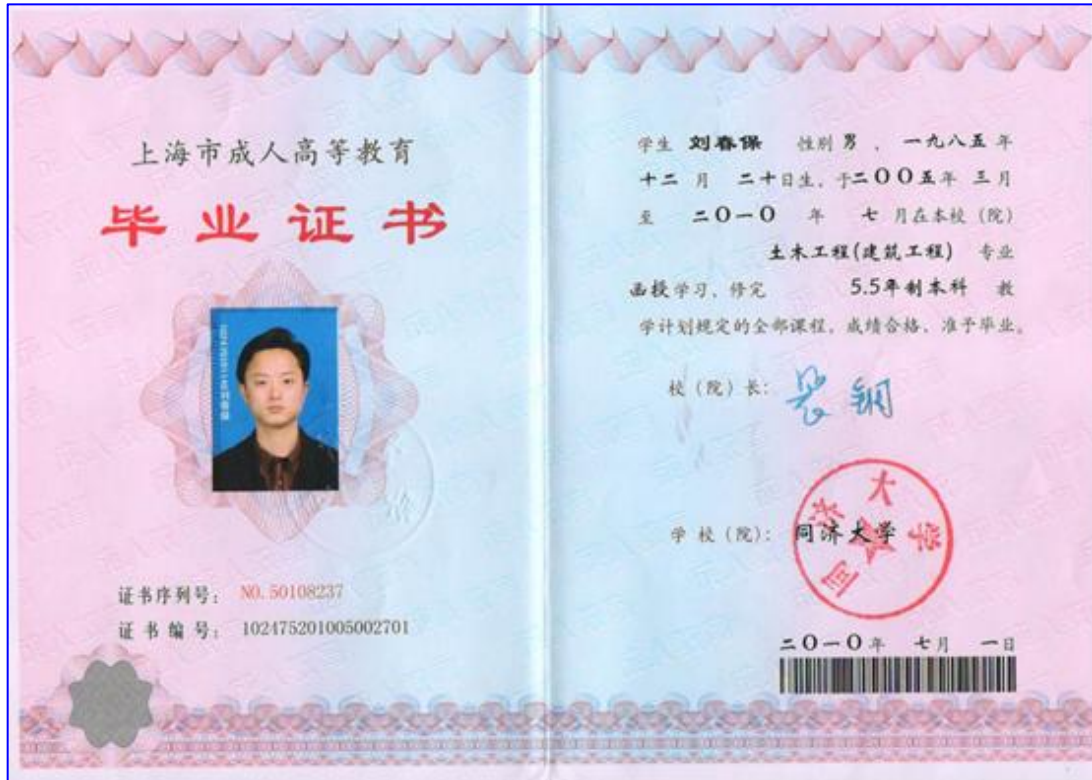 上海市成人高等教育
毕业证书
证书序列号: NO. 50108237
证书编号: 102475201005002701
学生 刘春保 性别 男 , 一九八五年
十二 月 二十日生, 于二〇〇五年 三月
至 二〇一〇 年 七 月在本校 (院)
土木工程(建筑工程) 专业
函授学习、修完 5.5年制本科 教
学计划规定的全部课程, 成绩合格、准予毕业。
校 (院) 长:
学 校 (院): 同济大学
同济大学
二〇一〇年 七月 一日